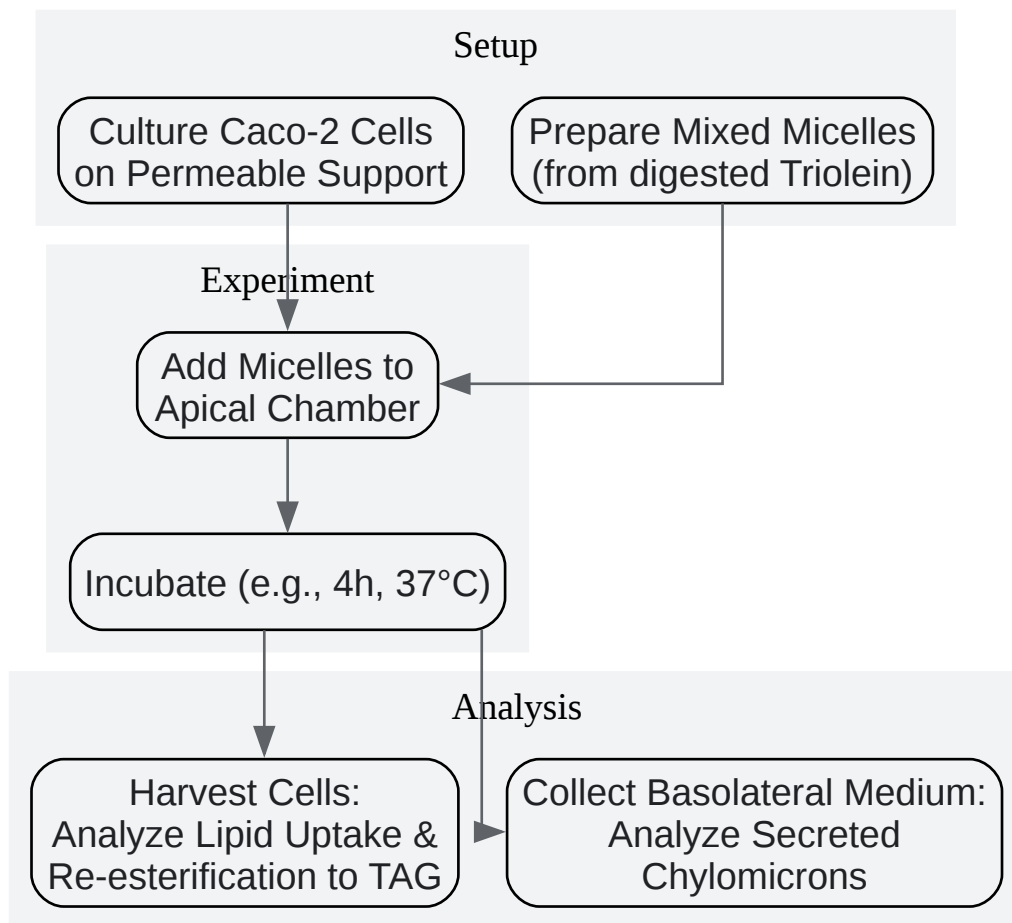 Setup
Culture Caco-2 Cells
on Permeable Support
Prepare Mixed Micelles
(from digested Triolein)
Experiment
Add Micelles to
Apical Chamber
Incubate (e.g., 4h, 37°C)
Analysis
Harvest Cells:
Analyze Lipid Uptake &
Re-esterification to TAG
Collect Basolateral Medium:
Analyze Secreted
Chylomicrons